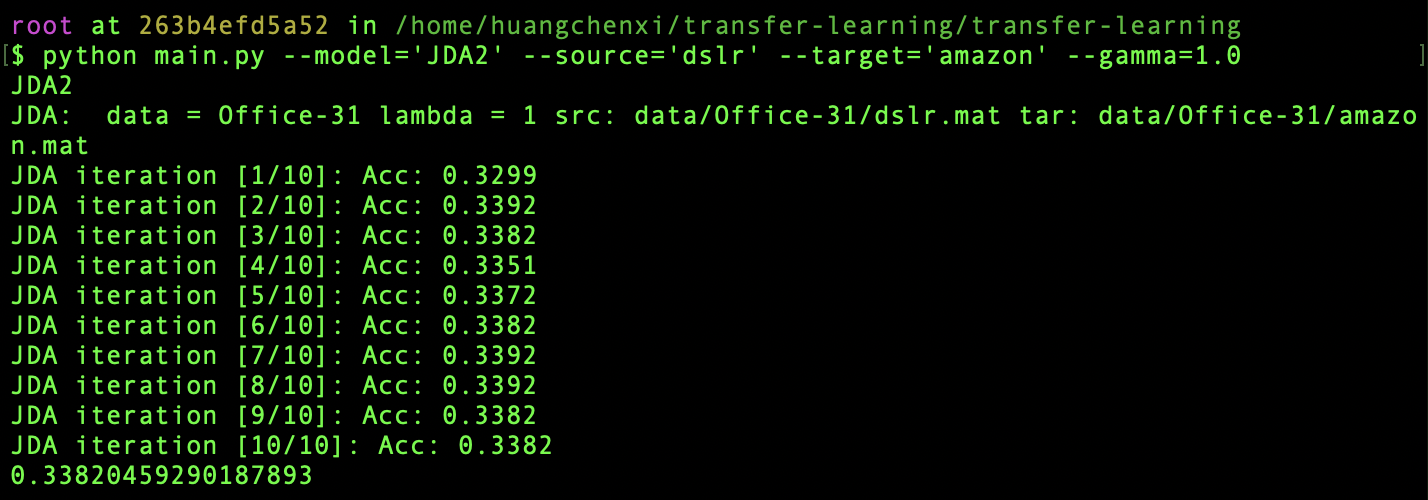 root at 263b4efd5a52 in /home/huangchenxi/transfer-learning/transfer-learning
[$ python main.py --model='JDA2' --source='dslr' --target='amazon' --gamma=1.0 ]
JDA2
JDA:  data = Office-31 lambda = 1 src: data/Office-31/dslr.mat tar: data/Office-31/amazo
n.mat
JDA iteration [1/10]: Acc: 0.3299
JDA iteration [2/10]: Acc: 0.3392
JDA iteration [3/10]: Acc: 0.3382
JDA iteration [4/10]: Acc: 0.3351
JDA iteration [5/10]: Acc: 0.3372
JDA iteration [6/10]: Acc: 0.3382
JDA iteration [7/10]: Acc: 0.3392
JDA iteration [8/10]: Acc: 0.3392
JDA iteration [9/10]: Acc: 0.3382
JDA iteration [10/10]: Acc: 0.3382
0.33820459290187893